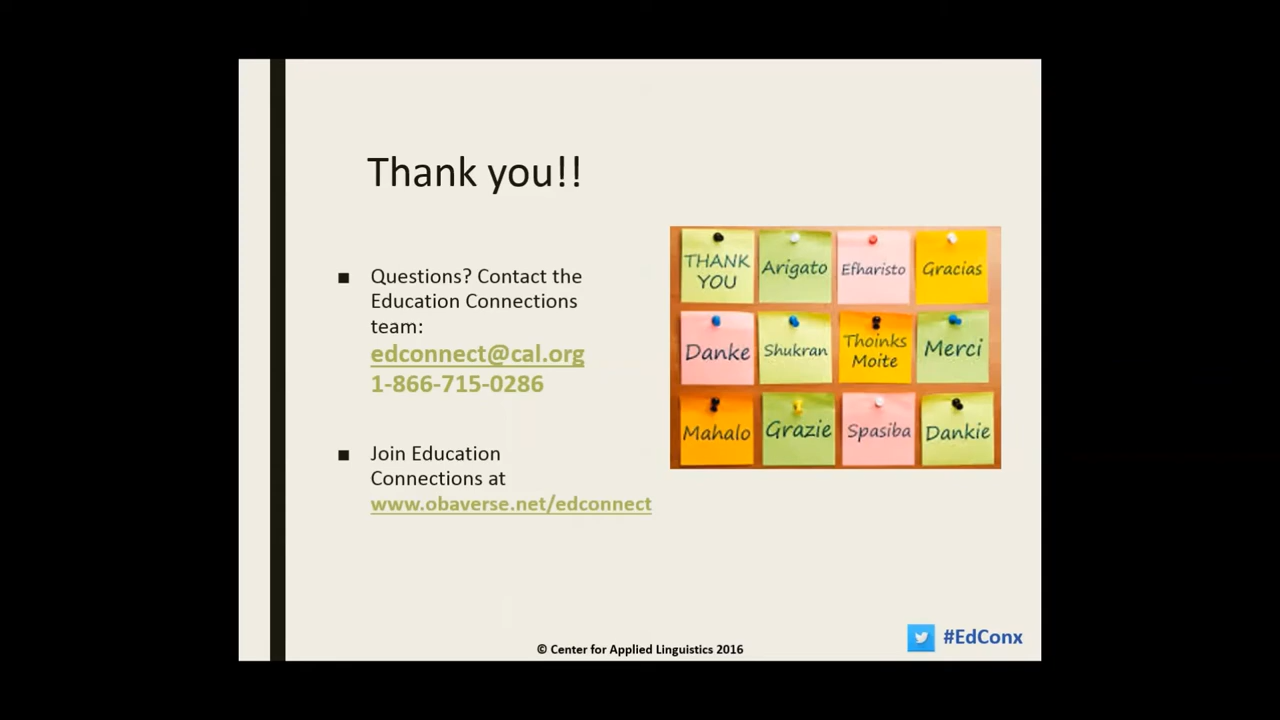 Thank you!!
Questions? Contact the
Education Connections
team:
edconnect@cal.org
1-866-715-0286
Join Education
Connections at
www.obaverse.net/edconnect
THANK
YOU
Arigato
Efharisto
Gracias
Danke
Shukran
Thoinks
Moite
Merci
Mahalo
Grazie
Spasiba
Dankie
© Center for Applied Linguistics 2016
#EdConx